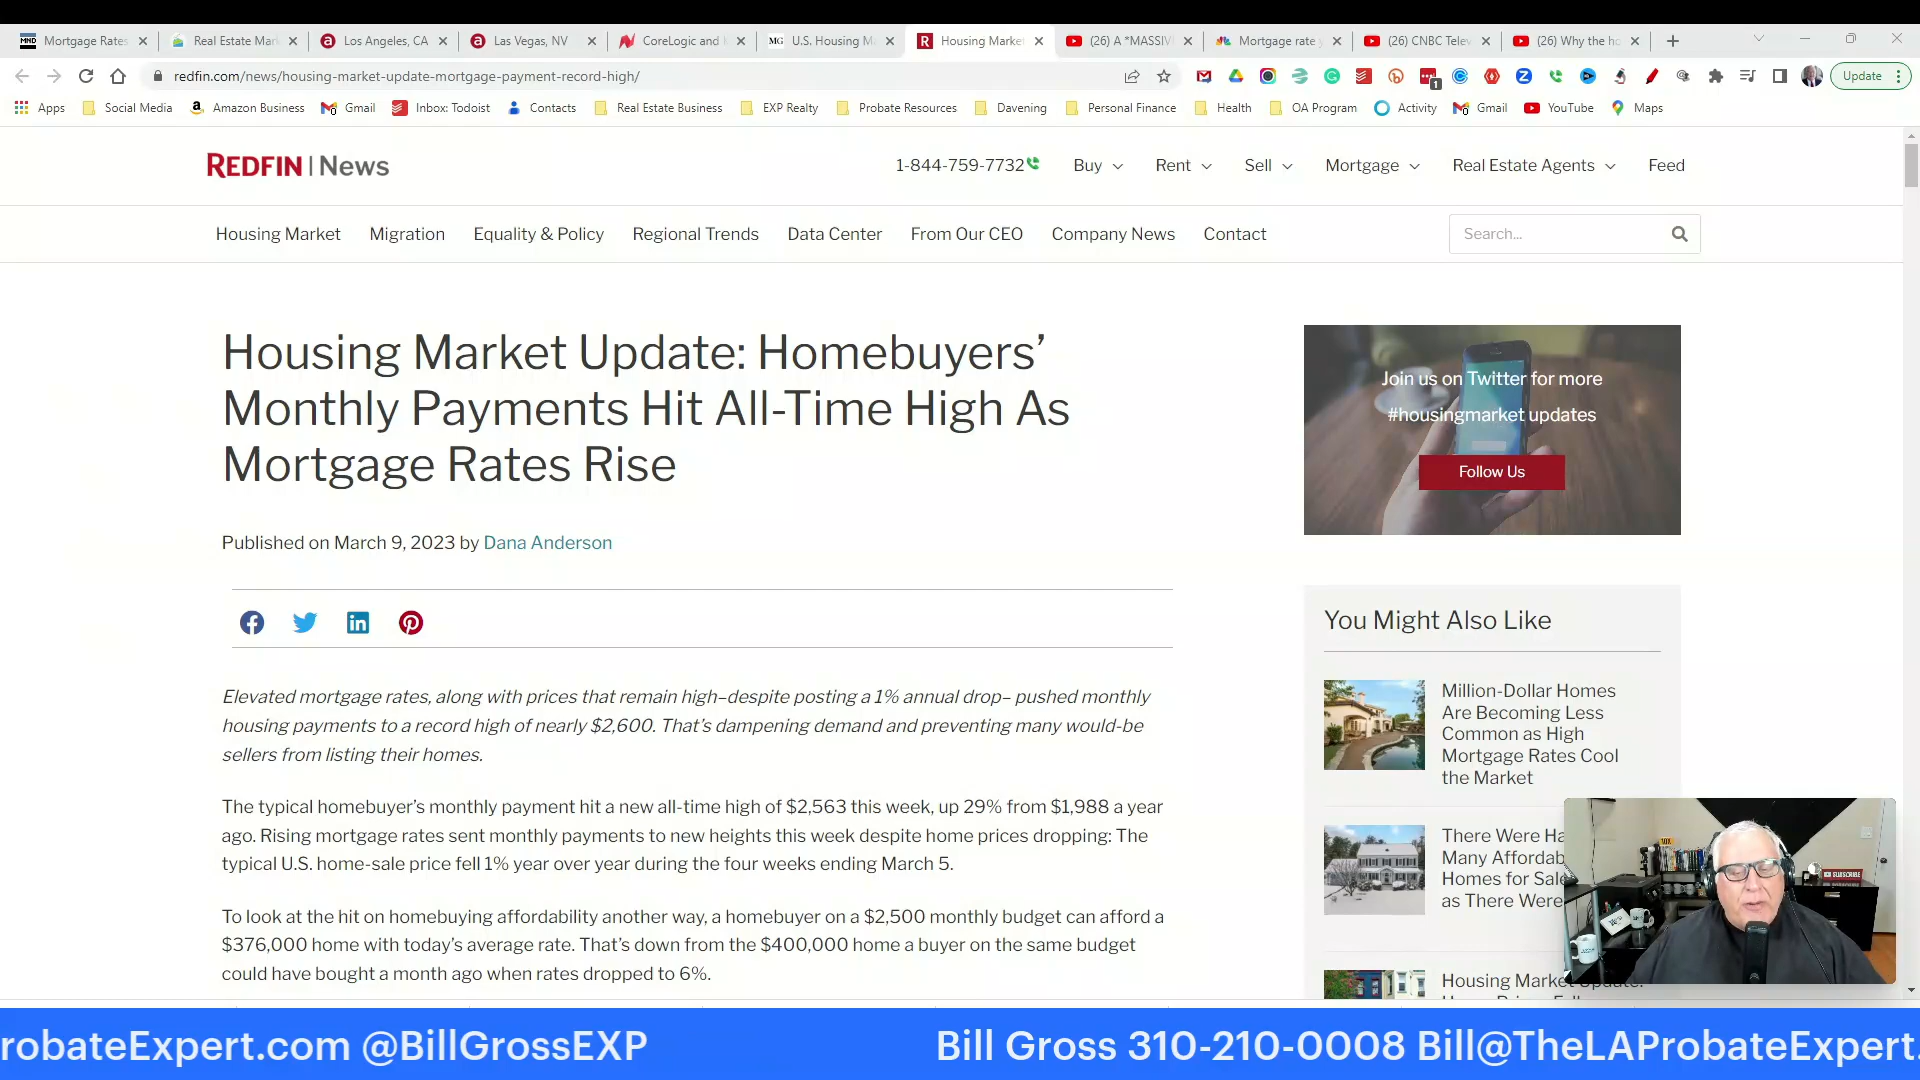 Mortgage Rates
Real Estate Mar
Los Angeles, CA
Las Vegas, NV
CoreLogic and
U.S. Housing M
Housing Market
(26) A *MASSIV
Mortgage rate
(26) CNBC Telev
(26) Why the ho
redfin.com/news/housing-market-update-mortgage-payment-record-high/
Update
Apps
Social Media
Amazon Business
Gmail
Inbox: Todoist
Contacts
Real Estate Business
EXP Realty
Probate Resources
Davening
Personal Finance
Health
OA Program
Activity
Gmail
YouTube
Maps
REDFIN | News
1-844-759-7732
Buy
Rent
Sell
Mortgage
Real Estate Agents
Feed
Housing Market
Migration
Equality & Policy
Regional Trends
Data Center
From Our CEO
Company News
Contact
Search...
Housing Market Update: Homebuyers’
Monthly Payments Hit All-Time High As
Mortgage Rates Rise
Published on March 9, 2023 by Dana Anderson
Elevated mortgage rates, along with prices that remain high–despite posting a 1% annual drop– pushed monthly
housing payments to a record high of nearly $2,600. That’s dampening demand and preventing many would-be
sellers from listing their homes.
The typical homebuyer’s monthly payment hit a new all-time high of $2,563 this week, up 29% from $1,988 a year
ago. Rising mortgage rates sent monthly payments to new heights this week despite home prices dropping: The
typical U.S. home-sale price fell 1% year over year during the four weeks ending March 5.
To look at the hit on homebuying affordability another way, a homebuyer on a $2,500 monthly budget can afford a
$376,000 home with today’s average rate. That’s down from the $400,000 home a buyer on the same budget
could have bought a month ago when rates dropped to 6%.
Join us on Twitter for more
#housingmarket updates
Follow Us
You Might Also Like
Million-Dollar Homes
Are Becoming Less
Common as High
Mortgage Rates Cool
the Market
There Were Ha
Many Affordab
Homes for Sale
as There Were
Housing Market Update:
SUBSCRIBE
robateExpert.com @BillGrossEXP
Bill Gross 310-210-0008 Bill@TheLAProbateExpert.